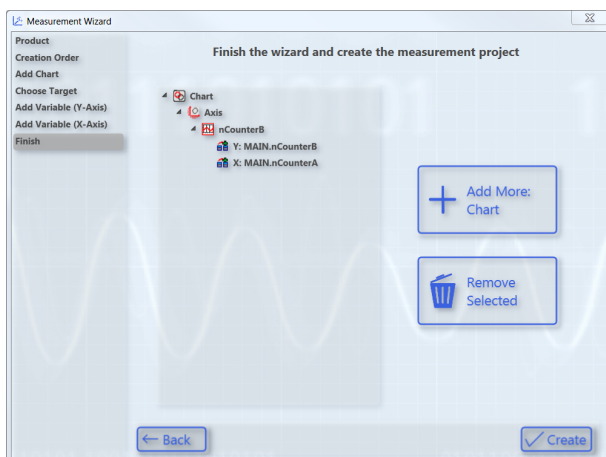 Measurement Wizard
Product
Creation Order
Add Chart
Choose Target
Add Variable (Y-Axis)
Add Variable (X-Axis)
Finish
Finish the wizard and create the measurement project
Chart
Axis
nCounterB
Y: MAIN.nCounterB
X: MAIN.nCounterA
Add More:
Chart
Remove
Selected
Back
Create